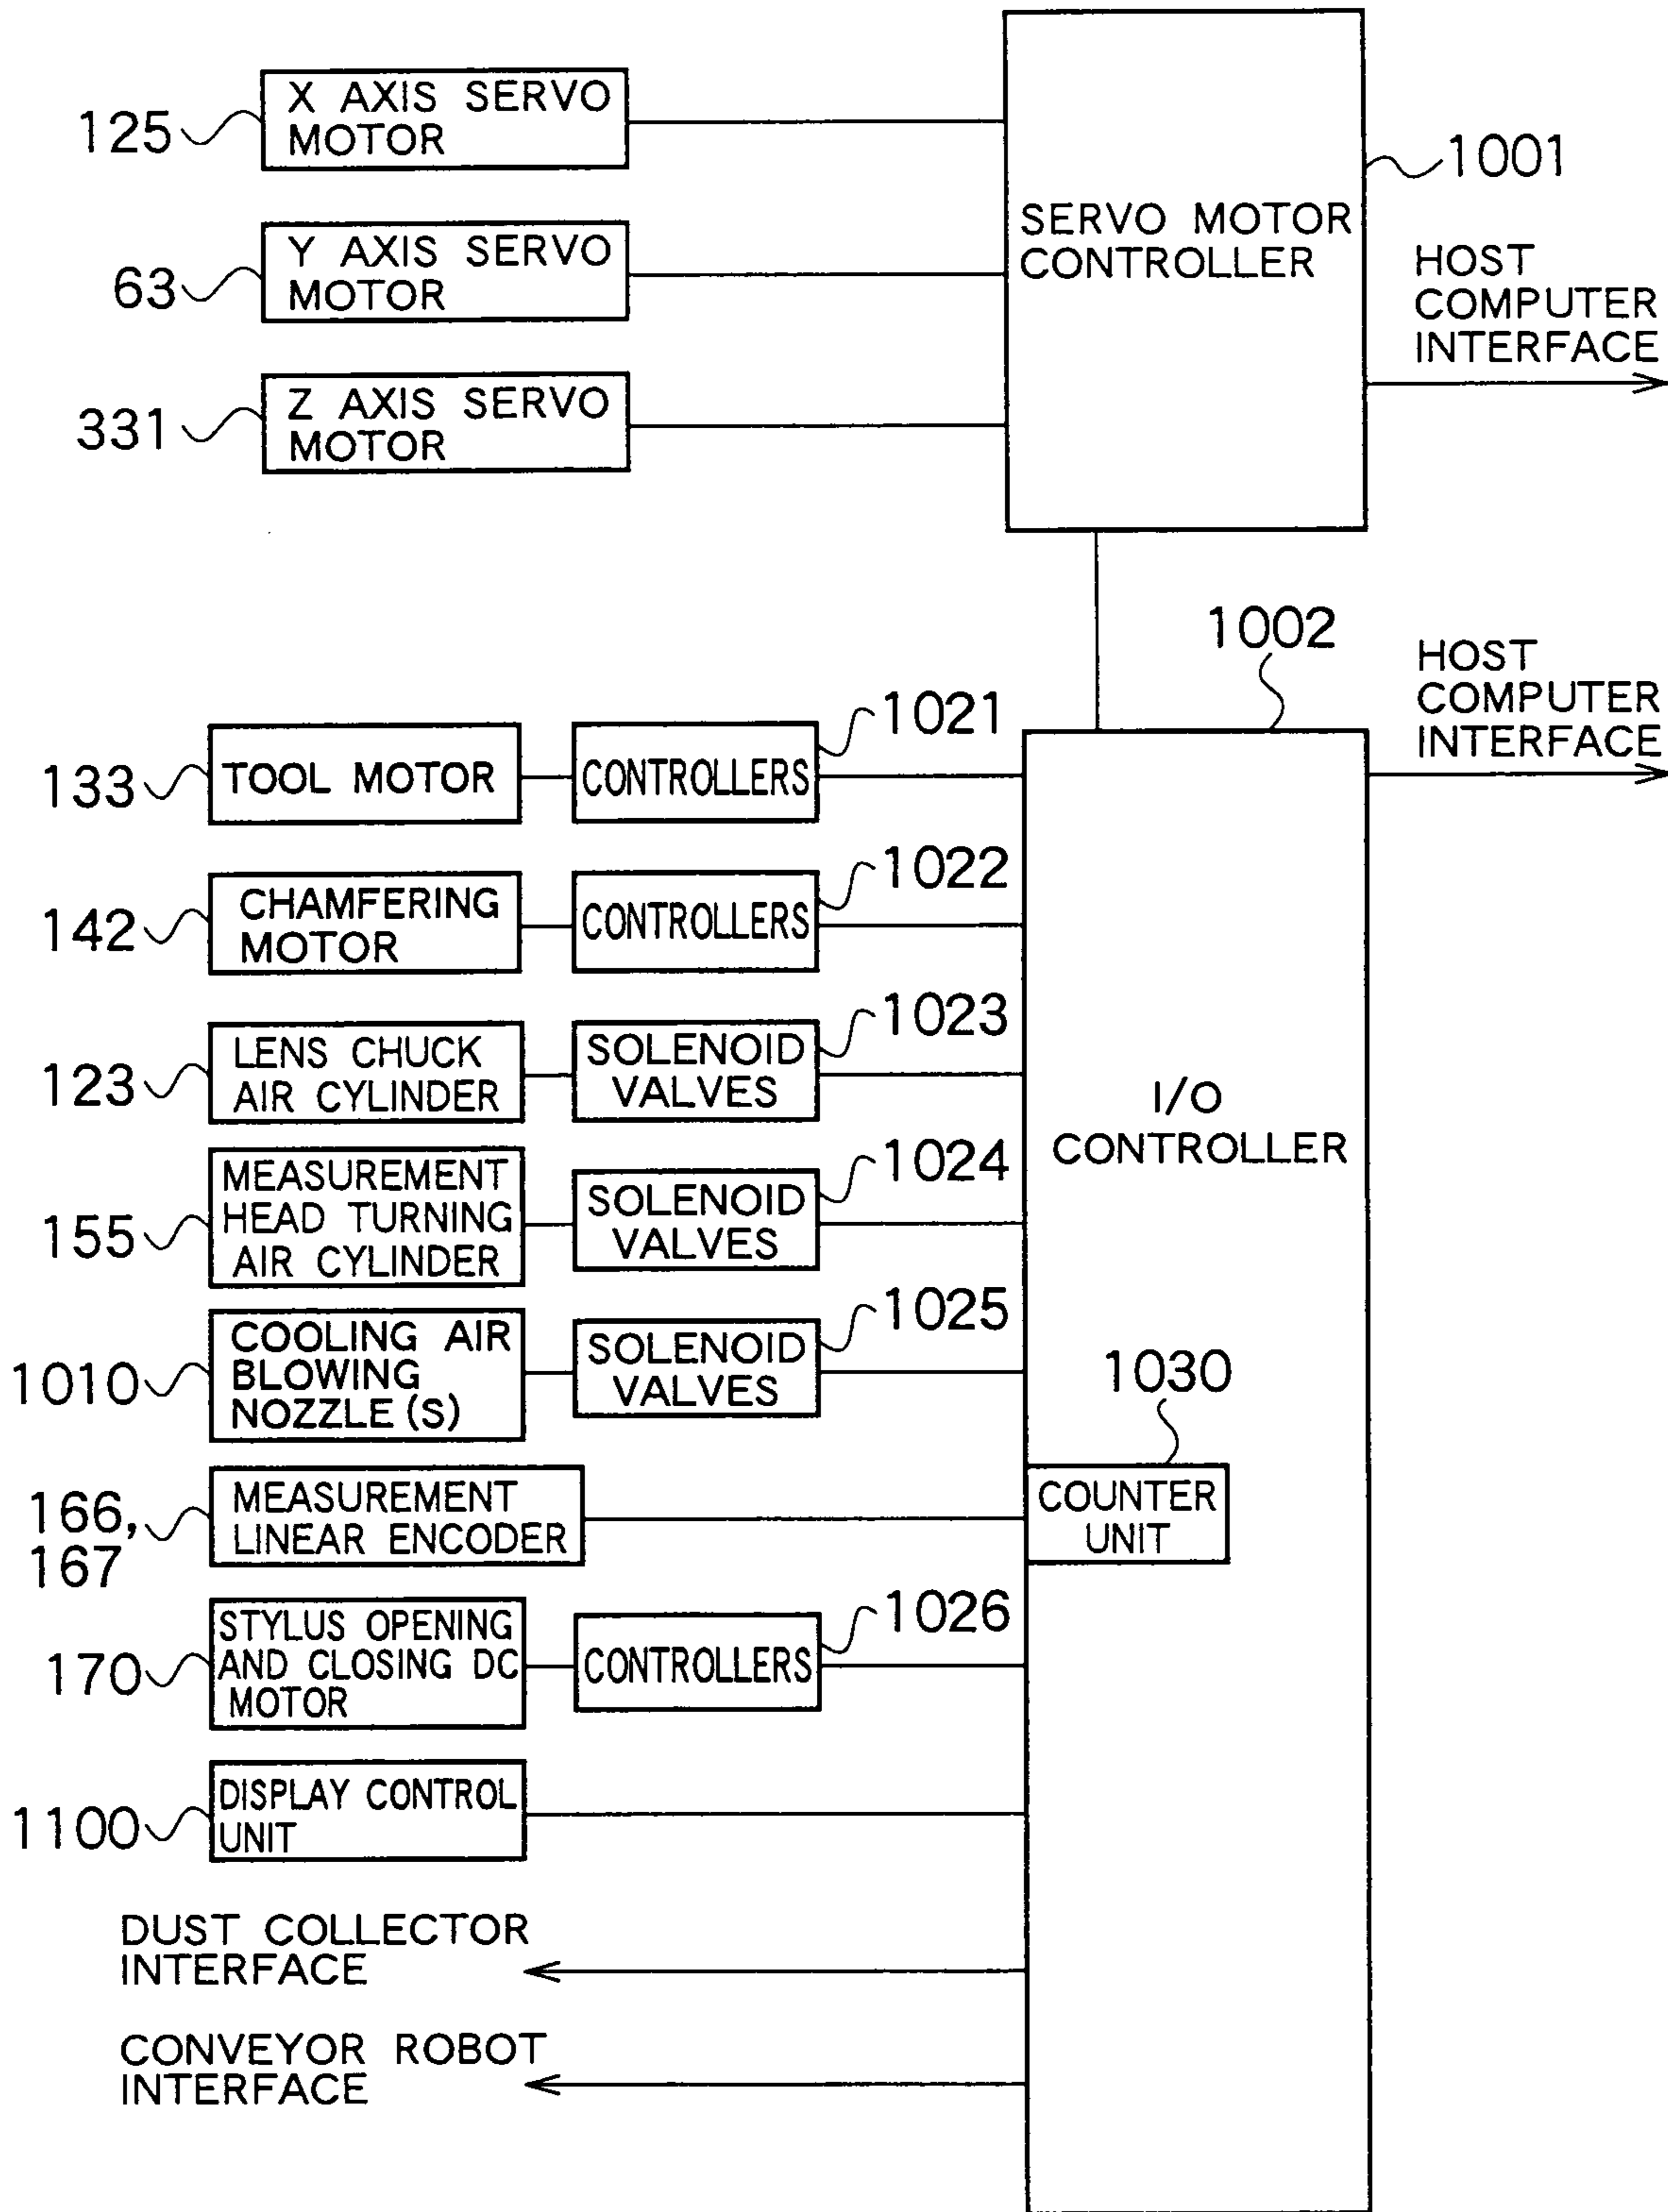 X AXIS SERVO
MOTOR
125
Y AXIS SERVO
MOTOR
63
Z AXIS SERVO
MOTOR
331
SERVO MOTOR
CONTROLLER
1001
HOST
COMPUTER
INTERFACE
1002
HOST
COMPUTER
INTERFACE
133
TOOL MOTOR
CONTROLLERS
1021
142
CHAMFERING
MOTOR
CONTROLLERS
1022
123
LENS CHUCK
AIR CYLINDER
SOLENOID
VALVES
1023
I/O
CONTROLLER
155
MEASUREMENT
HEAD TURNING
AIR CYLINDER
SOLENOID
VALVES
1024
1010
COOLING AIR
BLOWING
NOZZLE (S)
SOLENOID
VALVES
1025
166,
167
MEASUREMENT
LINEAR ENCODER
1030
COUNTER
UNIT
170
STYLUS OPENING
AND CLOSING DC
MOTOR
CONTROLLERS
1026
1100
DISPLAY CONTROL
UNIT
DUST COLLECTOR
INTERFACE
CONVEYOR ROBOT
INTERFACE